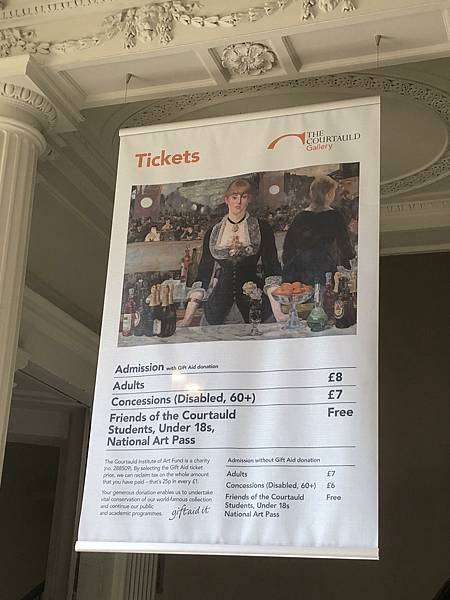 Tickets
THE
COURTAULD
Gallery
Admission with Gift Aid donation
Adults £8
Concessions (Disabled, 60+) £7
Friends of the Courtauld Free
Students, Under 18s,
National Art Pass
The Courtauld Institute of Art Fund is a charity
(no. 288509). By selecting the Gift Aid ticket
price, we can reclaim tax on the whole amount
that you have paid – that's 25p in every £1.
Your generous donation enables us to undertake
vital conservation of our world-famous collection
and continue our public
and academic programmes.
giftaid it
Admission without Gift Aid donation
Adults £7
Concessions (Disabled, 60+) £6
Friends of the Courtauld Free
Students, Under 18s
National Art Pass